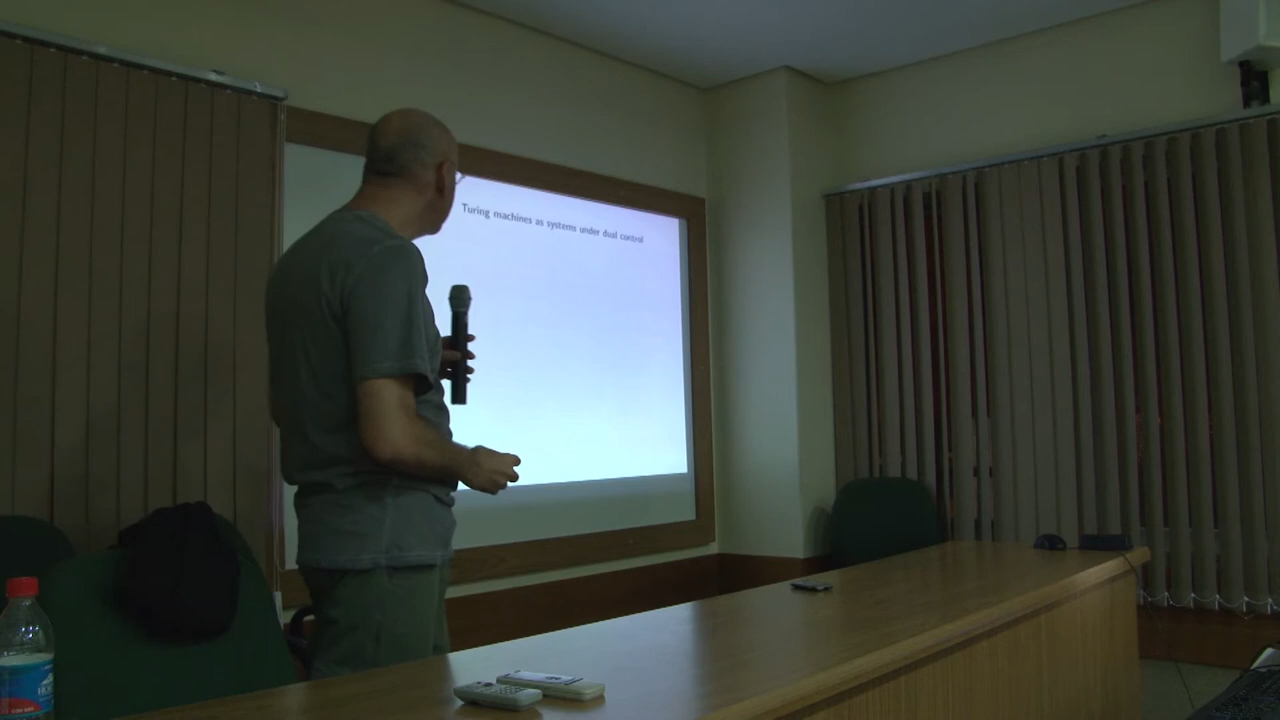 Turing machines as systems under dual control